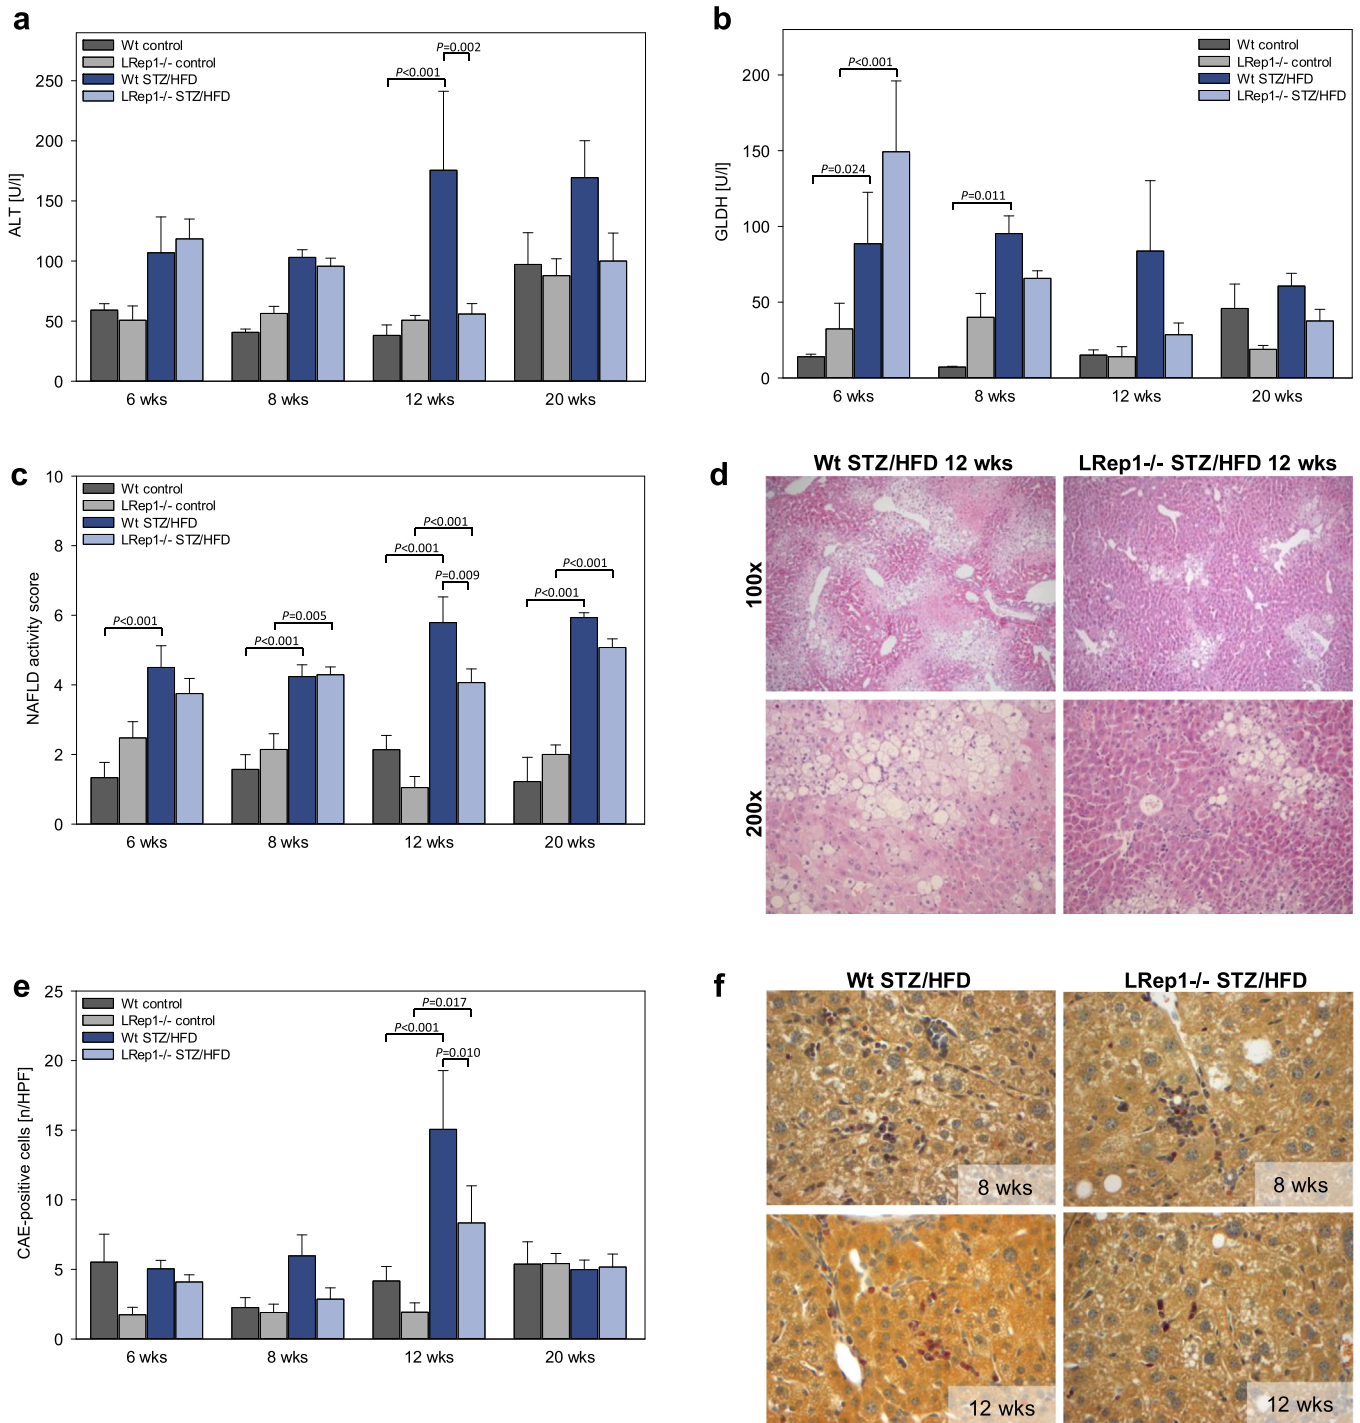 a
Wt control
LRep1-/- control
Wt STZ/HFD
LRep1-/- STZ/HFD
P=0.002
P<0.001
ALT [U/l]
250
200
150
100
50
0
6 wks
8 wks
12 wks
20 wks
b
Wt control
LRep1-/- control
Wt STZ/HFD
LRep1-/- STZ/HFD
P<0.001
P=0.024
P=0.011
GLDH [U/l]
200
150
100
50
0
6 wks
8 wks
12 wks
20 wks
c
Wt control
LRep1-/- control
Wt STZ/HFD
LRep1-/- STZ/HFD
P<0.001
P<0.001
P=0.005
P<0.001
P<0.001
P=0.009
P<0.001
P<0.001
NAFLD activity score
10
8
6
4
2
0
6 wks
8 wks
12 wks
20 wks
d
Wt STZ/HFD 12 wks
LRep1-/- STZ/HFD 12 wks
100x
200x
e
Wt control
LRep1-/- control
Wt STZ/HFD
LRep1-/- STZ/HFD
P=0.017
P<0.001
P=0.010
CAE-positive cells [n/HPF]
25
20
15
10
5
0
6 wks
8 wks
12 wks
20 wks
f
Wt STZ/HFD
LRep1-/- STZ/HFD
8 wks
8 wks
12 wks
12 wks